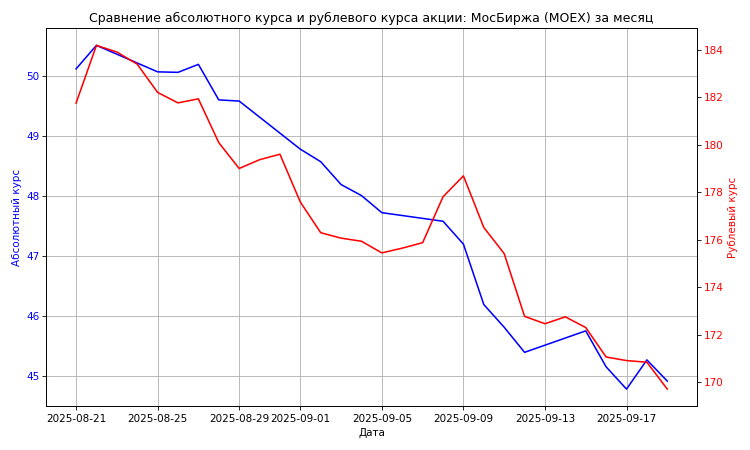 Сравнение абсолютного курса и рублевого курса акции: МосБиржа (MOEX) за месяц
Абсолютный курс
50
49
48
47
46
45
184
182
180
178
176
174
172
170
Рублевый курс
2025-08-21 2025-08-25 2025-08-29 2025-09-01 2025-09-05 2025-09-09 2025-09-13 2025-09-17
Дата